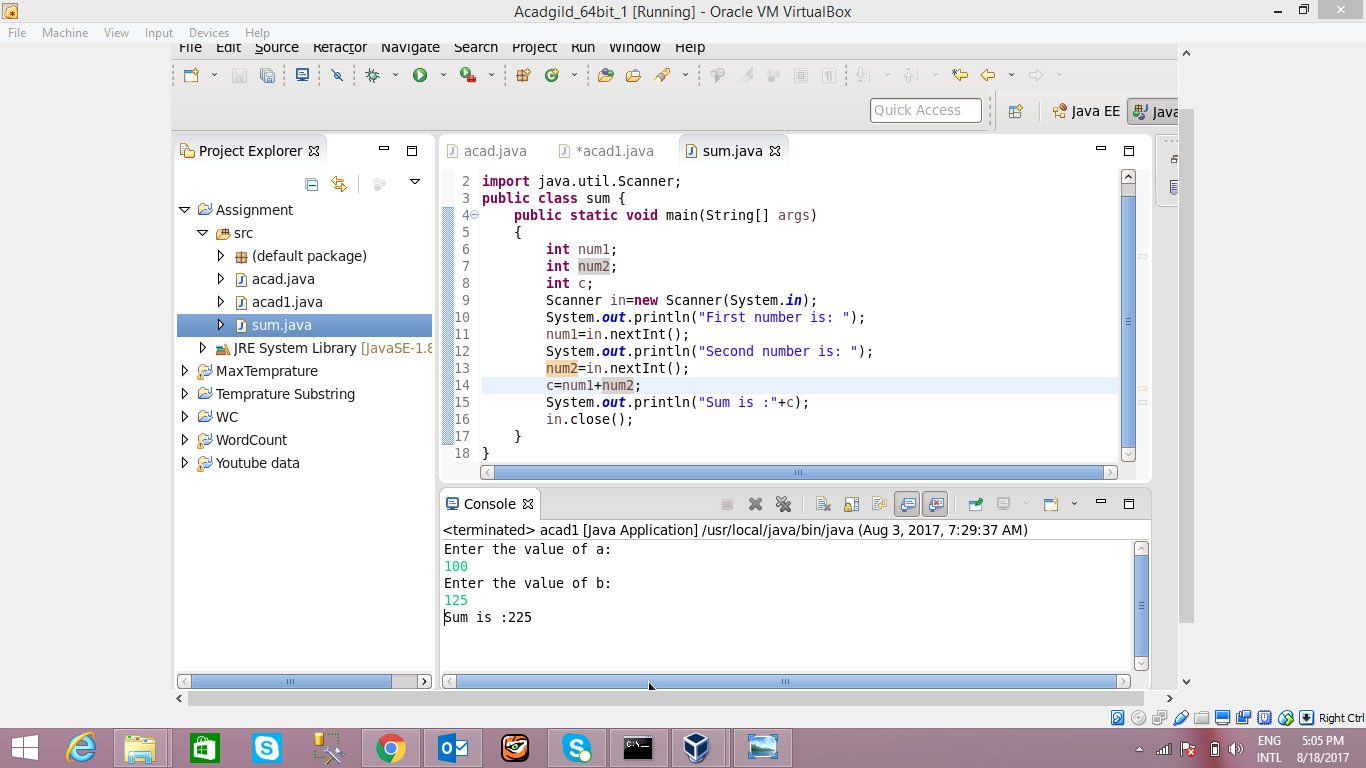 Acadgild_64bit_1 [Running] - Oracle VM VirtualBox
File Machine View Input Devices Help
File Edit Source Refactor Navigate Search Project Run Window Help
Quick Access
Java EE
Java
Project Explorer
acad.java
*acad1.java
sum.java
Assignment
src
(default package)
acad.java
acad1.java
sum.java
JRE System Library [JavaSE-1.8
MaxTemprature
Temprature Substring
WC
WordCount
Youtube data
2 import java.util.Scanner;
3 public class sum {
4 public static void main(String[] args)
5 {
6 int num1;
7 int num2;
8 int c;
9 Scanner in=new Scanner(System.in);
10 System.out.println("First number is: ");
11 num1=in.nextInt();
12 System.out.println("Second number is: ");
13 num2=in.nextInt();
14 c=num1+num2;
15 System.out.println("Sum is :"+c);
16 in.close();
17 }
18 }
Console
<terminated> acad1 [Java Application] /usr/local/java/bin/java (Aug 3, 2017, 7:29:37 AM)
Enter the value of a:
100
Enter the value of b:
125
Sum is :225
Right Ctrl
ENG 5:05 PM
INTL 8/18/2017